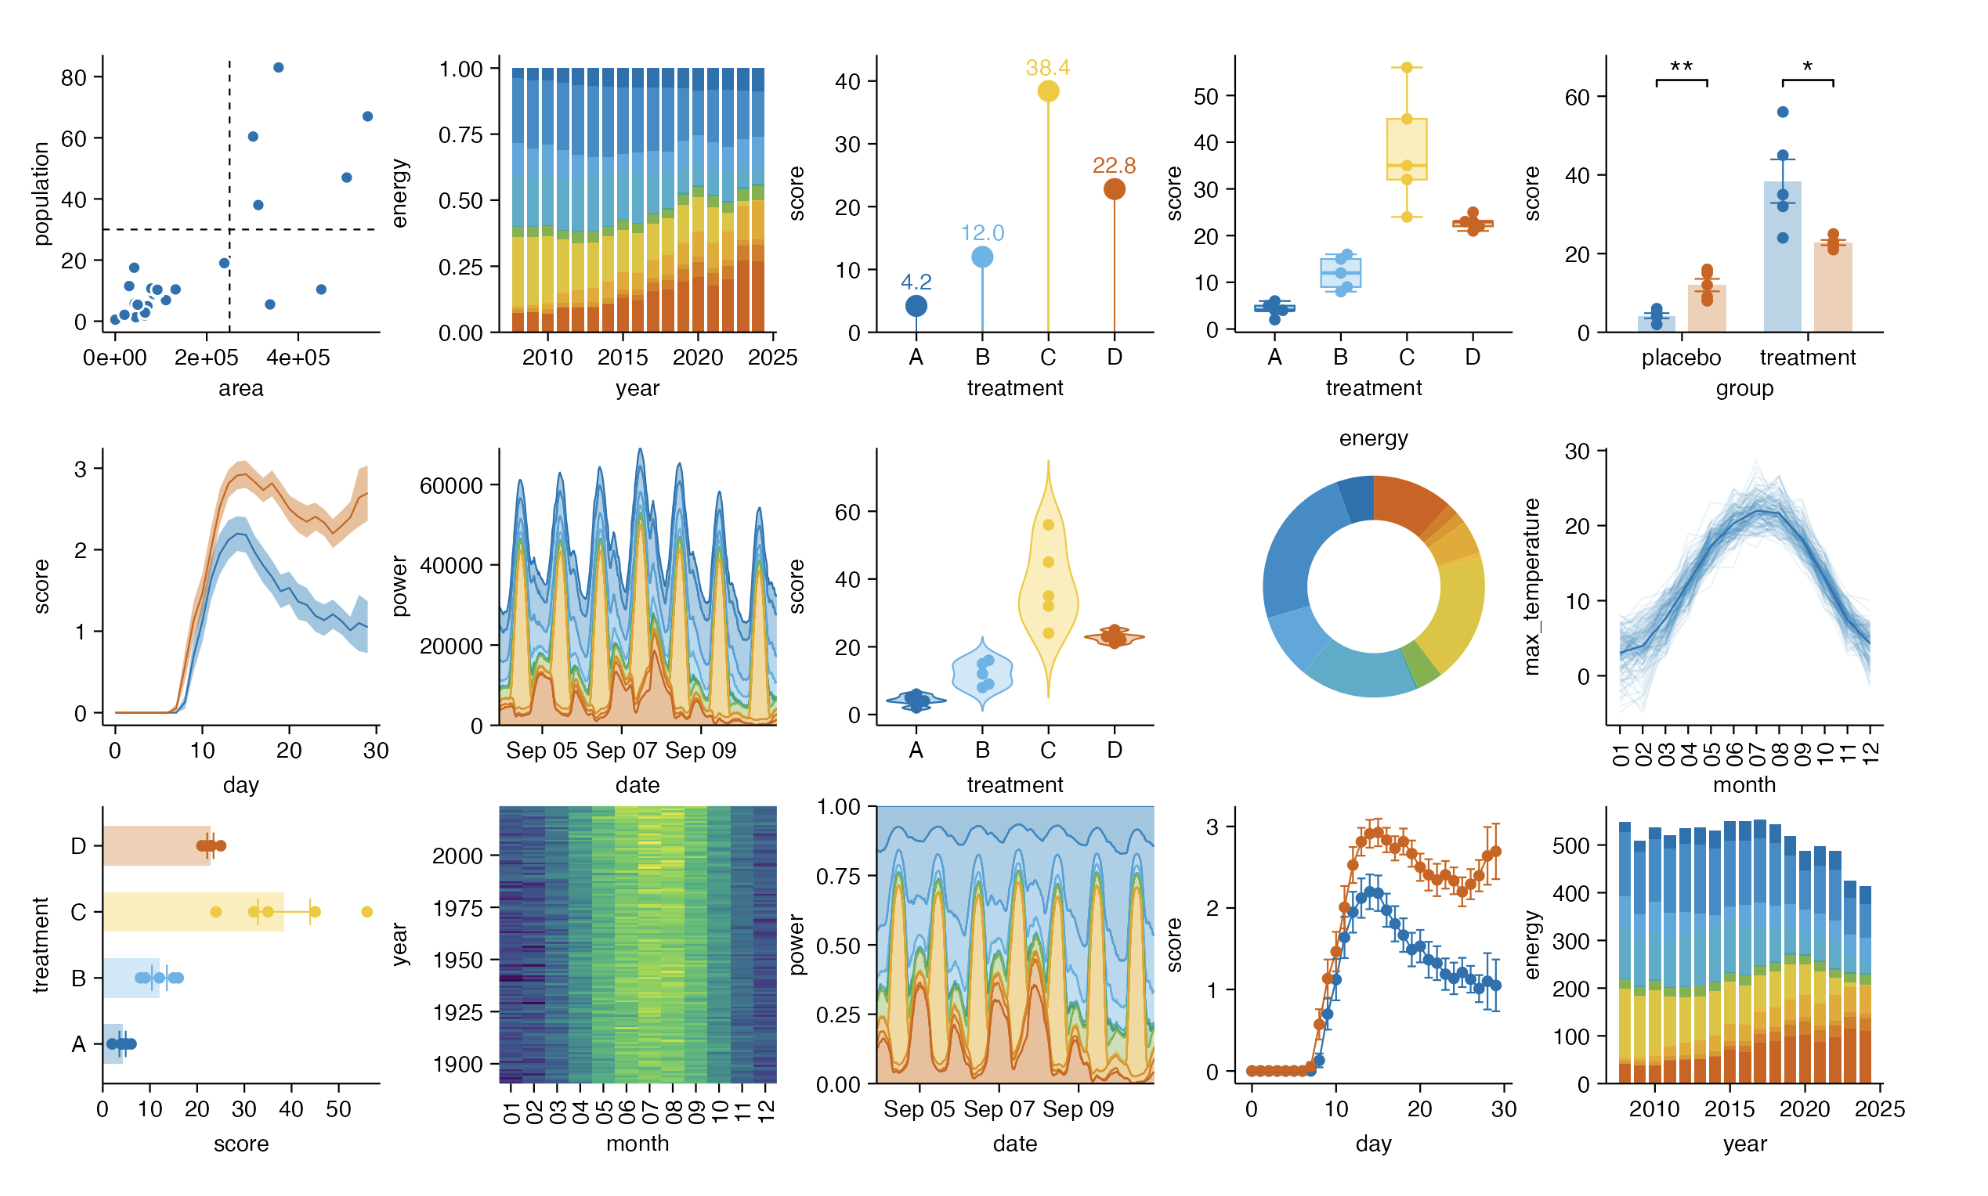 population
80
60
40
20
0
0e+00 2e+05 4e+05
area
energy
1.00
0.75
0.50
0.25
0.00
2010 2015 2020 2025
year
score
40
30
20
10
0
4.2
12.0
38.4
22.8
A B C D
treatment
score
50
40
30
20
10
0
A B C D
treatment
score
60
40
20
0
** *
placebo treatment
group
score
3
2
1
0
0 10 20 30
day
power
60000
40000
20000
0
Sep 05 Sep 07 Sep 09
date
score
60
40
20
0
A B C D
treatment
energy
max_temperature
30
20
10
0
01 02 03 04 05 06 07 08 09 10 11 12
month
treatment
D
C
B
A
0 10 20 30 40 50
score
year
2000
1975
1950
1925
1900
01 02 03 04 05 06 07 08 09 10 11 12
month
power
1.00
0.75
0.50
0.25
0.00
Sep 05 Sep 07 Sep 09
date
score
3
2
1
0
0 10 20 30
day
energy
500
400
300
200
100
0
2010 2015 2020 2025
year